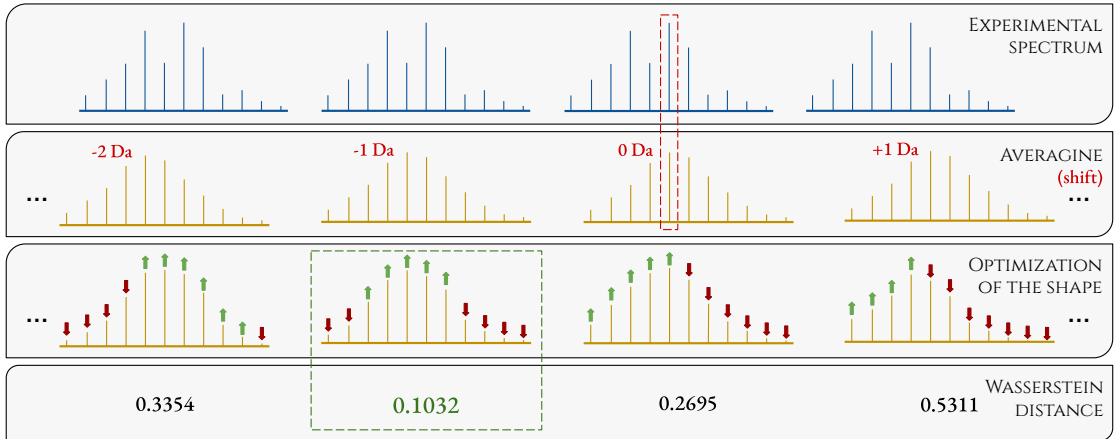 EXPERIMENTAL
SPECTRUM
-2 Da
-1 Da
0 Da
+1 Da
AVERAGINE
(shift)
...
...
OPTIMIZATION
OF THE SHAPE
...
...
WASSERSTEIN
DISTANCE
0.3354
0.1032
0.2695
0.5311